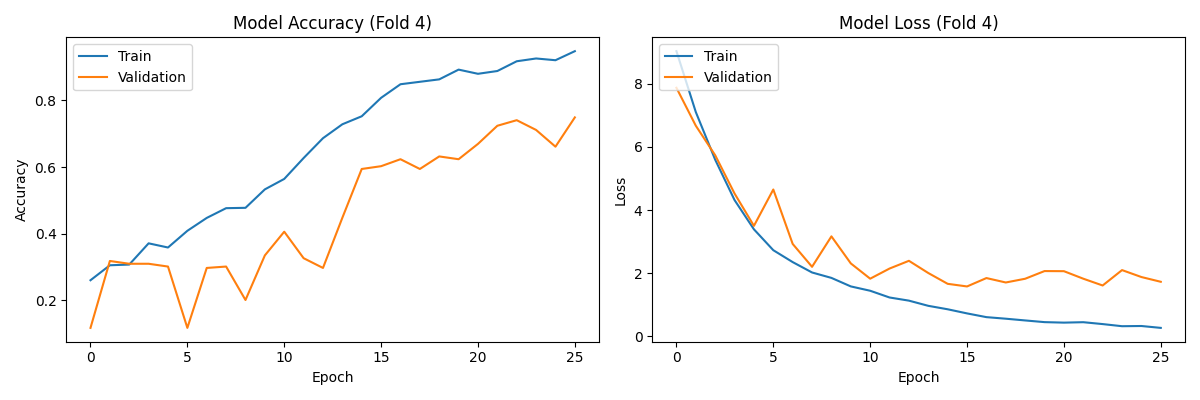 Model Accuracy (Fold 4)
Train
Validation
0.8
0.6
0.4
0.2
Accuracy
0 5 10 15 20 25
Epoch
Model Loss (Fold 4)
Train
Validation
8
6
4
2
0
Loss
0 5 10 15 20 25
Epoch